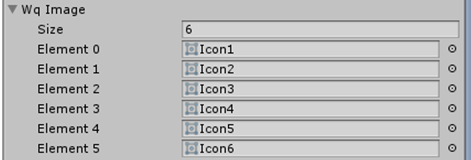 Wq Image
Size 6
Element 0 Icon1
Element 1 Icon2
Element 2 Icon3
Element 3 Icon4
Element 4 Icon5
Element 5 Icon6